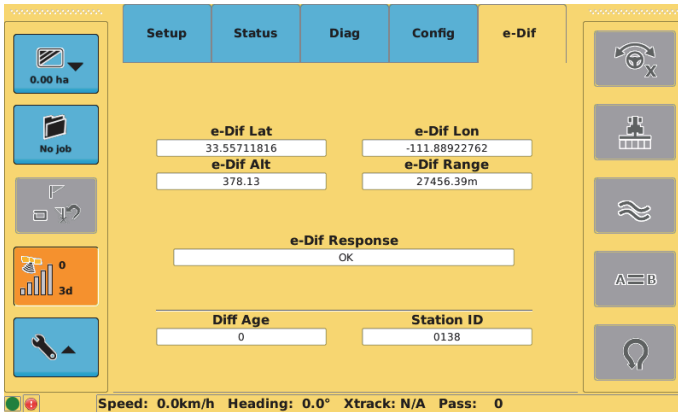 Setup Status Diag Config e-Dif
0.00 ha
No job
0
3d
e-Dif Lat e-Dif Lon
33.55711816 -111.88922762
e-Dif Alt e-Dif Range
378.13 27456.39m
e-Dif Response
OK
Diff Age Station ID
0 0138
X
A B
Speed: 0.0km/h Heading: 0.0° Xtrack: N/A Pass: 0